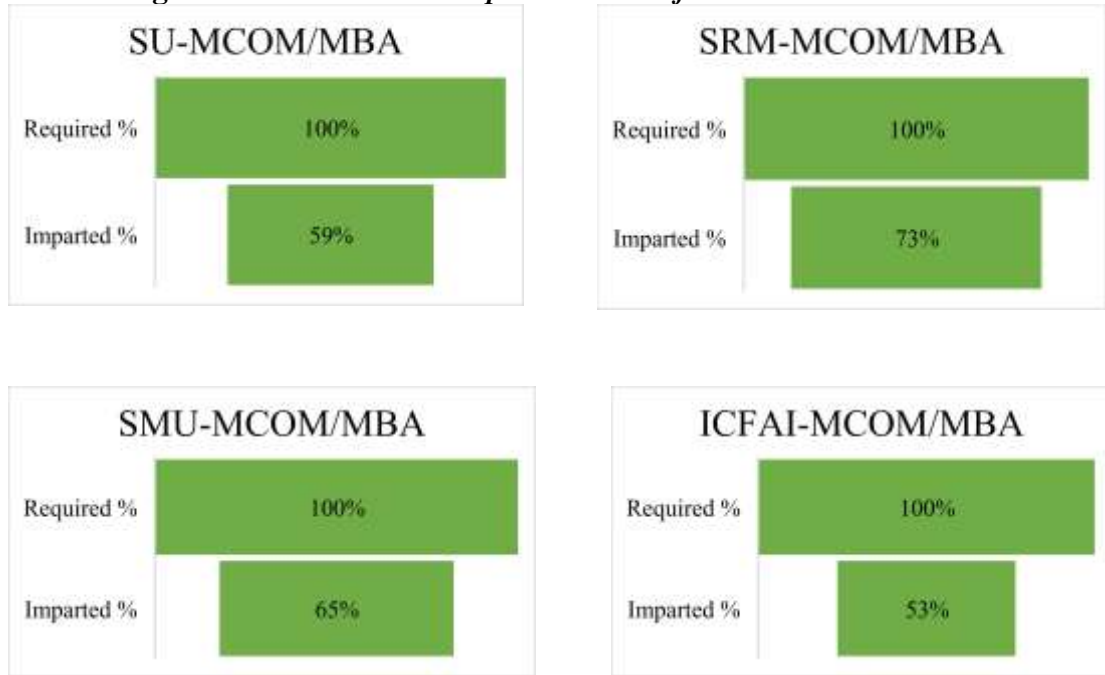 SU-MCOM/MBA
Required % 100%
Imparted % 59%
SRM-MCOM/MBA
Required % 100%
Imparted % 73%
SMU-MCOM/MBA
Required % 100%
Imparted % 65%
ICFAI-MCOM/MBA
Required % 100%
Imparted % 53%